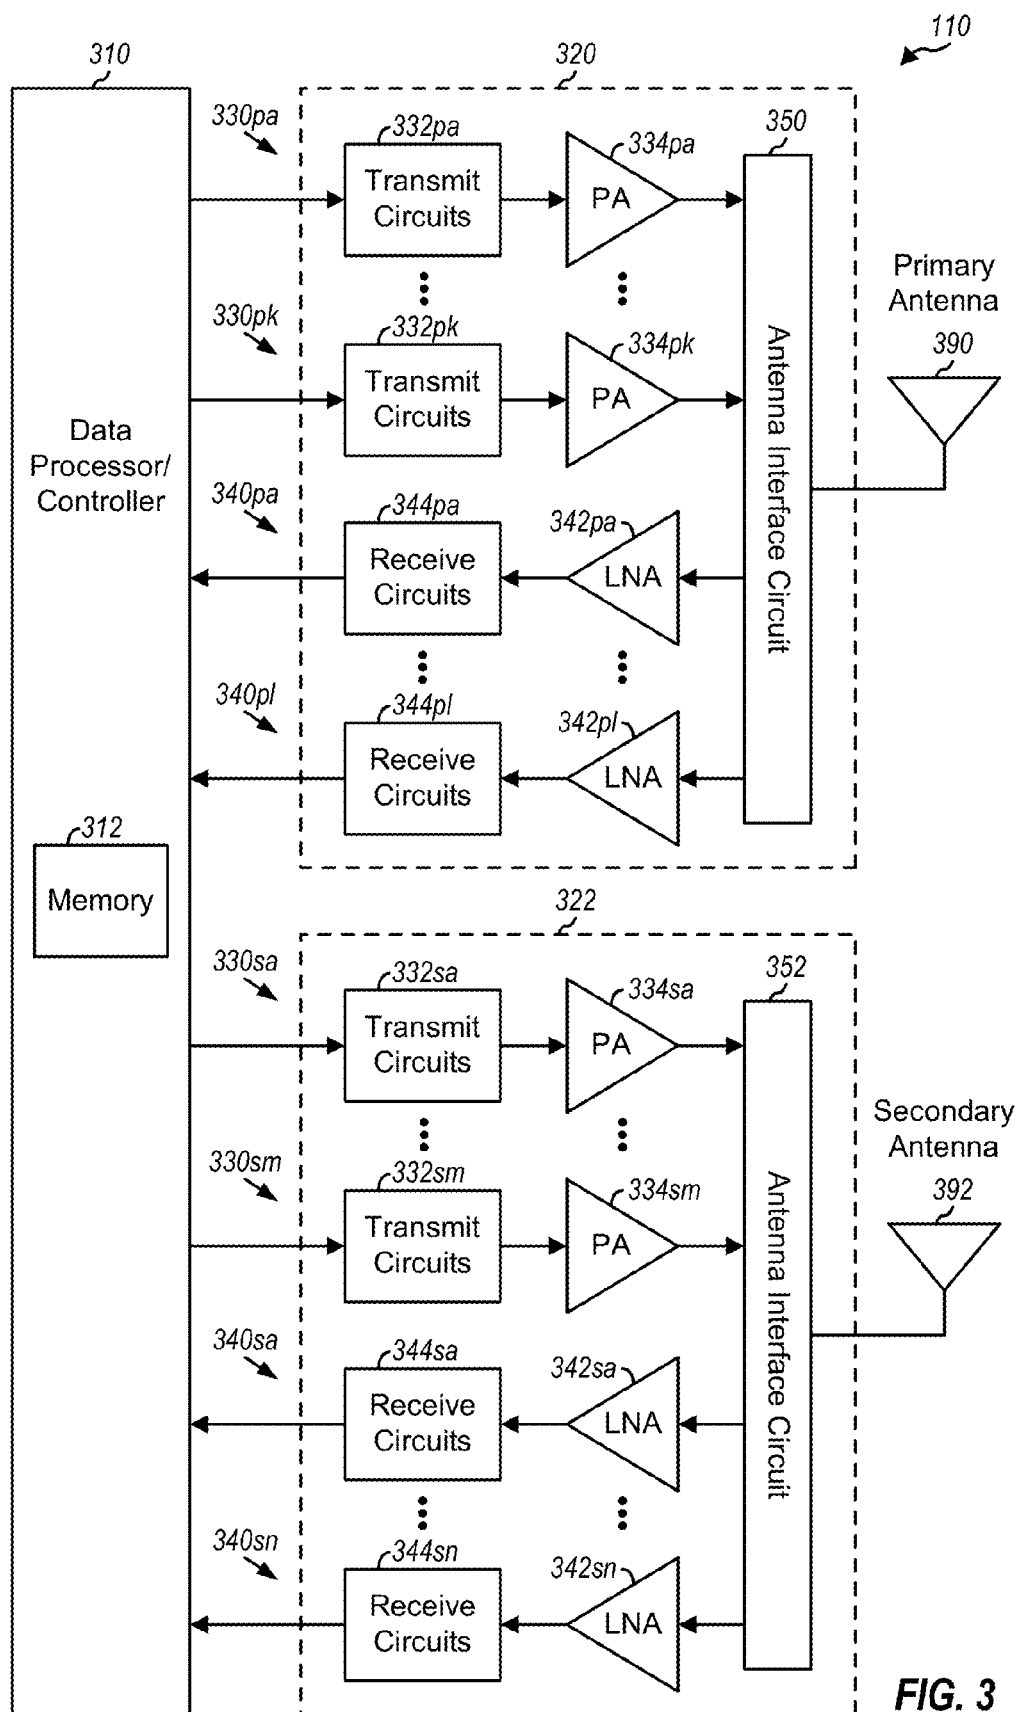 110
310
320
330pa
332pa
334pa
350
Transmit
Circuits
PA
Primary
Antenna
330pk
332pk
334pk
390
Transmit
Circuits
PA
Antenna Interface Circuit
Data
Processor/
Controller
340pa
344pa
342pa
Receive
Circuits
LNA
340pl
344pl
342pl
Receive
Circuits
LNA
312
Memory
322
330sa
332sa
334sa
352
Transmit
Circuits
PA
Secondary
Antenna
330sm
332sm
334sm
392
Transmit
Circuits
PA
Antenna Interface Circuit
340sa
344sa
342sa
Receive
Circuits
LNA
340sn
344sn
342sn
Receive
Circuits
LNA
FIG. 3